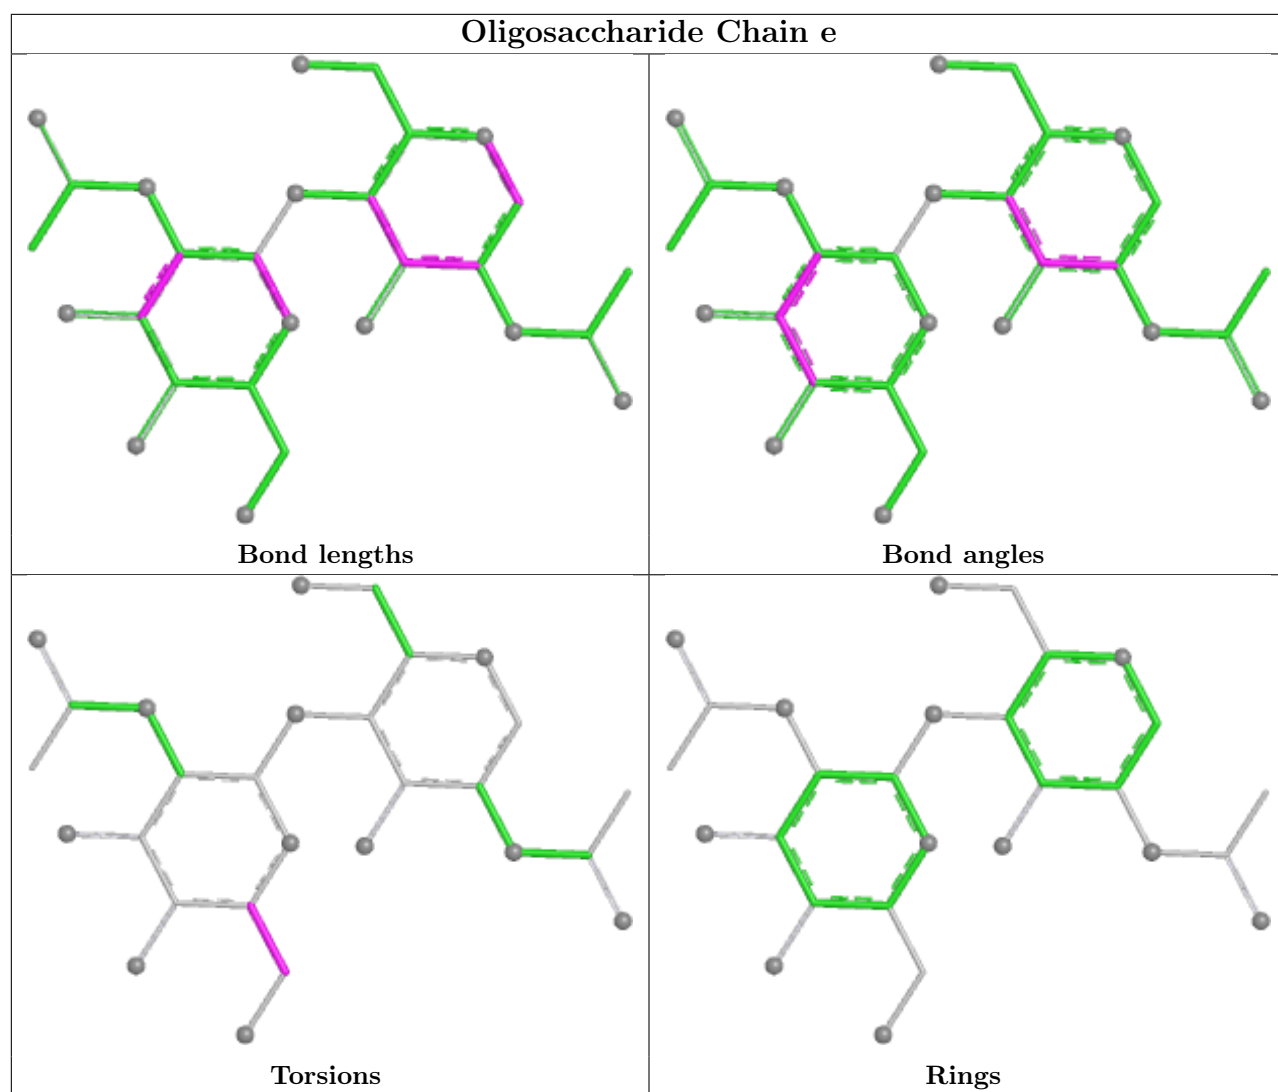 Oligosaccharide Chain e
Bond lengths
Bond angles
Torsions
Rings